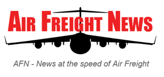 AIR FREIGHT NEWS
AFN - News at the speed of Air Freight